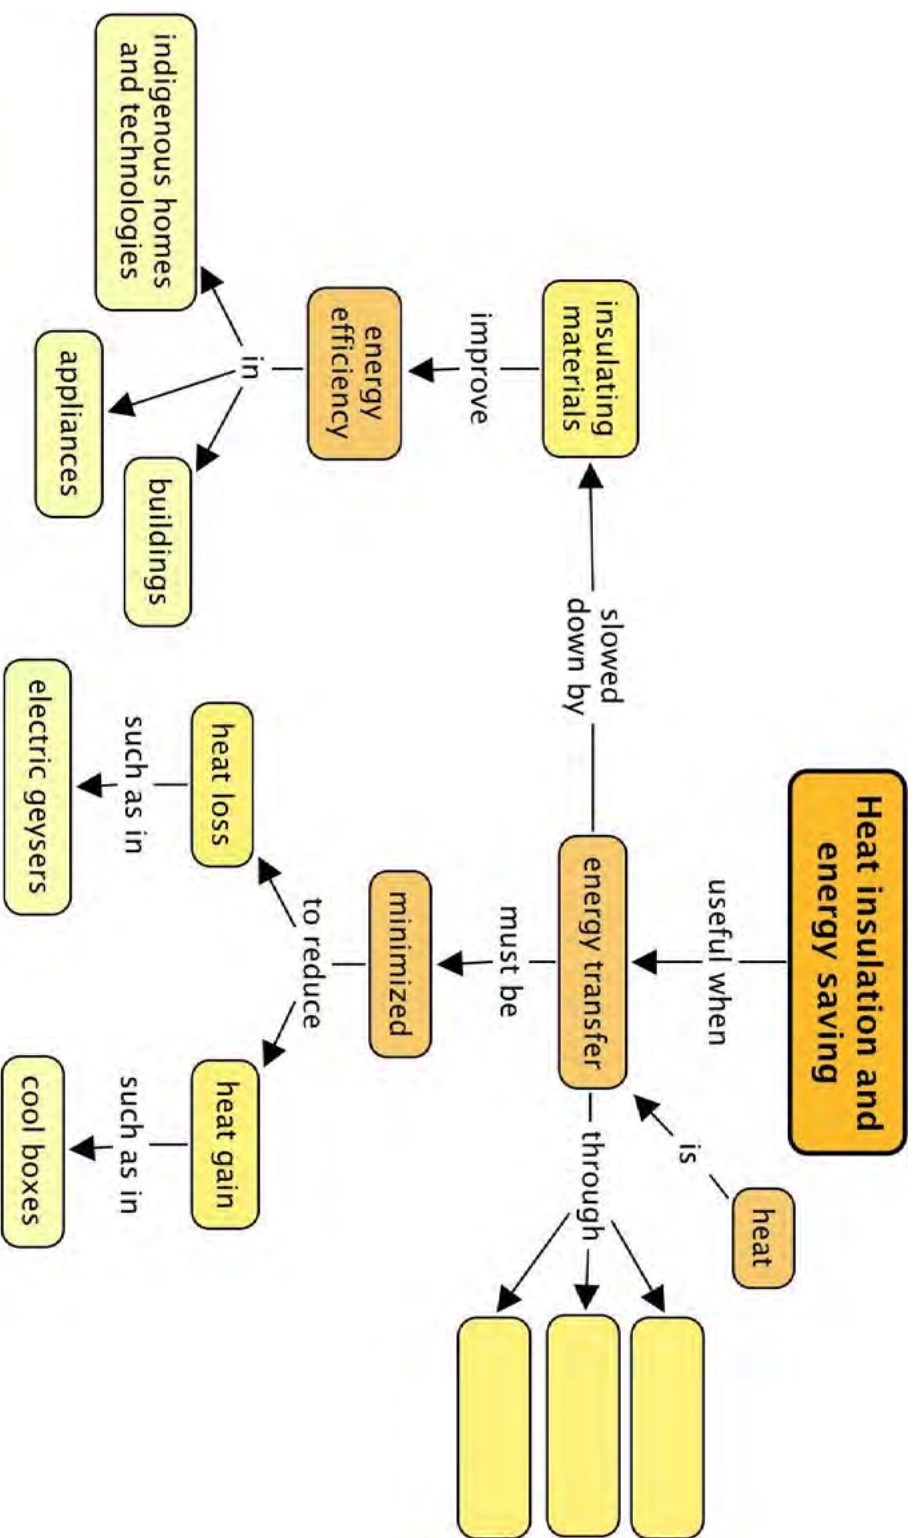 Heat insulation and
energy saving
useful when
heat
is
energy transfer
slowed
down by
through
insulating
materials
must be
improve
minimized
energy
efficiency
to reduce
in
heat loss
heat gain
indigenous homes
and technologies
buildings
such as in
such as in
appliances
electric geysers
cool boxes